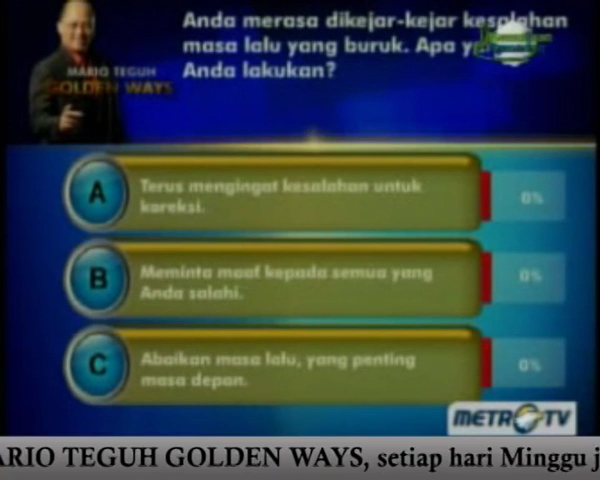 Anda merasa dikejar-kejar kesalahan
masa lalu yang buruk. Apa
Anda lakukan?
MARIO TEGUH
GOLDEN WAYS
A
Terus mengingat kesalahan untuk
koreksi.
0%
B
Meminta maaf kepada semua yang
Anda salahi.
0%
C
Abaikan masa lalu, yang penting
masa depan.
0%
METRO TV
ARIO TEGUH GOLDEN WAYS, setiap hari Minggu j